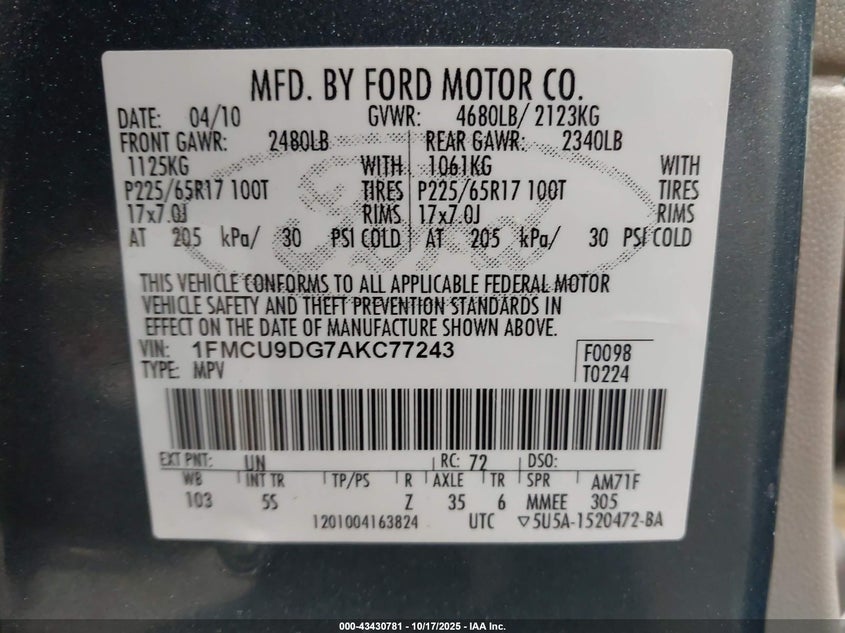 MFD. BY FORD MOTOR CO.
DATE: 04/10 GVWR: 4680LB/ 2123KG
FRONT GAWR: 2480LB REAR GAWR: 2340LB
1125KG WITH 1061KG WITH
P225/65R17 100T TIRES P225/65R17 100T TIRES
17x7.0J RIMS 17x7.0J RIMS
AT 205 kPa/ 30 PSI COLD AT 205 kPa/ 30 PSI COLD
Ford
THIS VEHICLE CONFORMS TO ALL APPLICABLE FEDERAL MOTOR
VEHICLE SAFETY AND THEFT PREVENTION STANDARDS IN
EFFECT ON THE DATE OF MANUFACTURE SHOWN ABOVE.
VIN: 1FMCU9DG7AKC77243 F0098
TYPE: MPV T0224
EXT PNT: UN RC: 72 DSO:
WB INT TR TP/PS R AXLE TR SPR AM71F
103 5S Z 35 6 MMEE 305
1201004163824 UTC ▽5U5A-1520472-BA
000-43430781 - 10/17/2025 - IAA Inc.